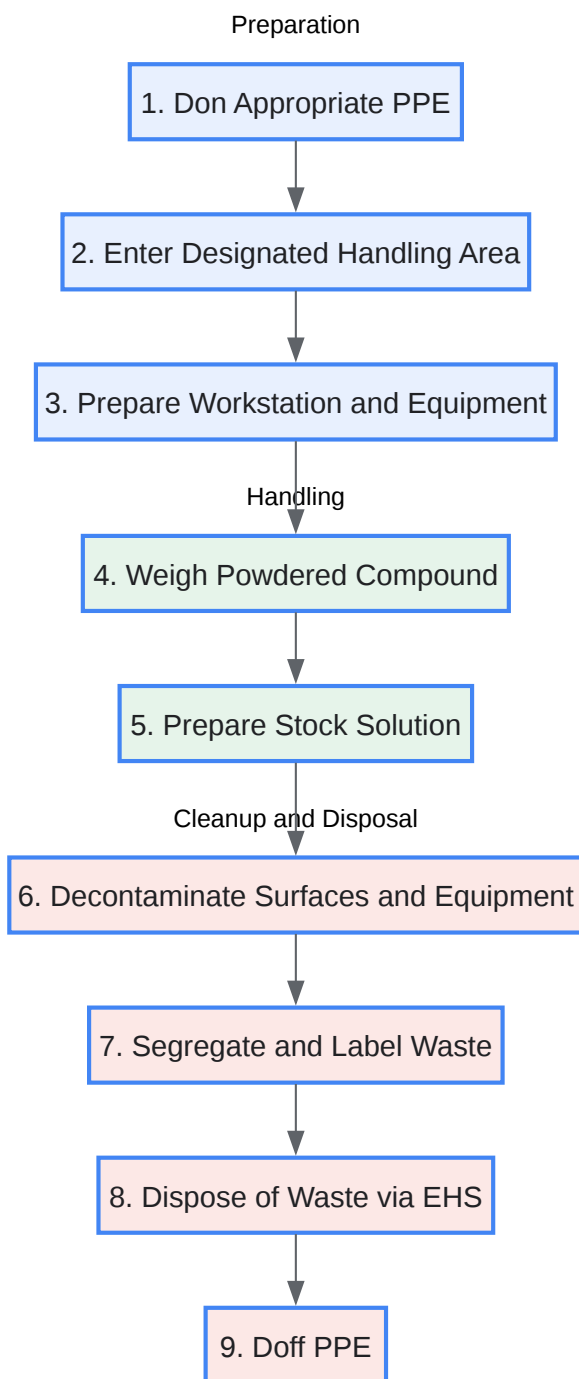 Preparation
1. Don Appropriate PPE
2. Enter Designated Handling Area
3. Prepare Workstation and Equipment
Handling
4. Weigh Powdered Compound
5. Prepare Stock Solution
Cleanup and Disposal
6. Decontaminate Surfaces and Equipment
7. Segregate and Label Waste
8. Dispose of Waste via EHS
9. Doff PPE